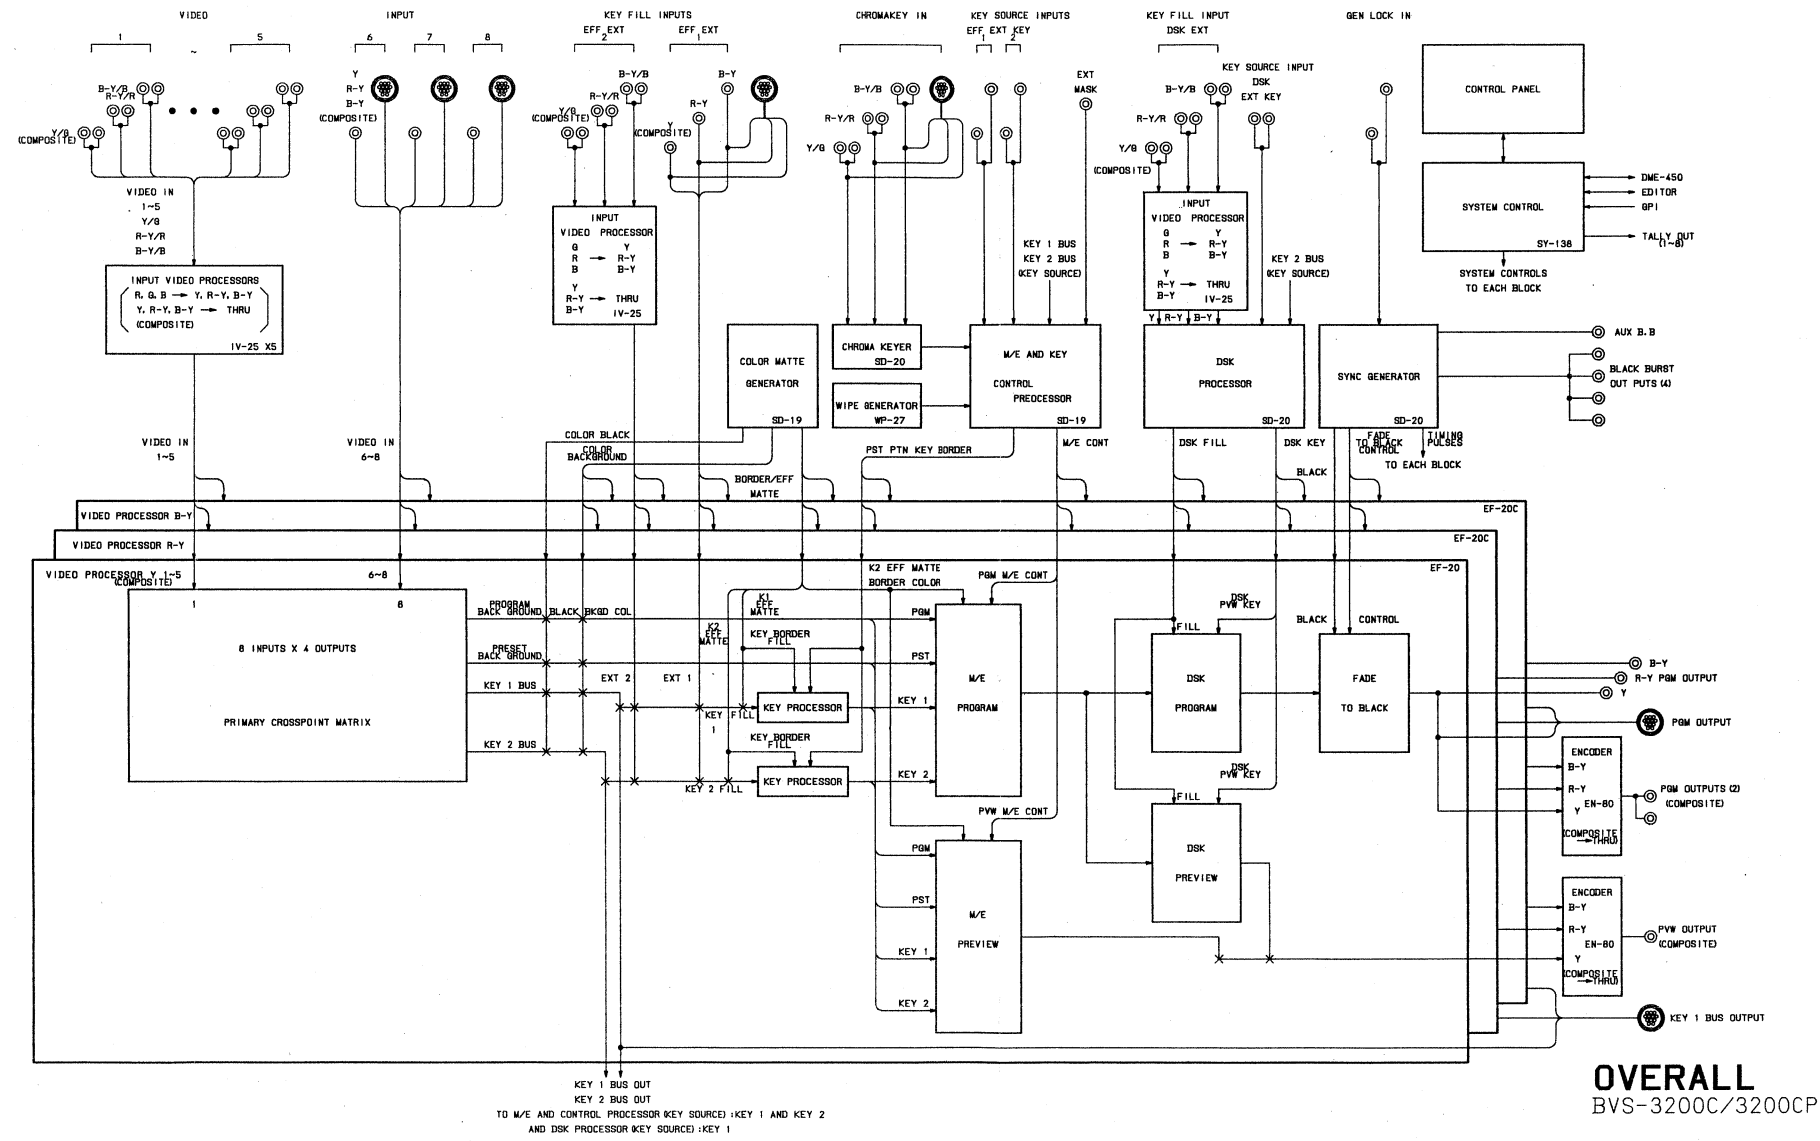 VIDEO INPUT
1 ~ 5
6 7 8
KEY FILL INPUTS
EFF EXT
2
EFF EXT
1
CHROMAKEY IN
KEY SOURCE INPUTS
EFF EXT KEY
1 2
KEY FILL INPUT
DSK EXT
GEN LOCK IN
B-Y/B
R-Y/R
Y/G
(COMPOSITE)
Y
R-Y
B-Y
(COMPOSITE)
B-Y/B
R-Y/R
Y/G
(COMPOSITE)
B-Y
R-Y
Y
(COMPOSITE)
B-Y/B
R-Y/R
Y/G
EXT
MASK
B-Y/B
R-Y/R
Y/G
(COMPOSITE)
KEY SOURCE INPUT
DSK
EXT KEY
CONTROL PANEL
SYSTEM CONTROL
SY-138
DME-450
EDITOR
GPI
TALLY OUT
(1~8)
SYSTEM CONTROLS
TO EACH BLOCK
VIDEO IN
1~5
Y/G
R-Y/R
B-Y/B
INPUT VIDEO PROCESSORS
R, G, B → Y, R-Y, B-Y
Y, R-Y, B-Y → THRU
(COMPOSITE)
IV-25 X5
INPUT
VIDEO PROCESSOR
G Y
R → R-Y
B B-Y
Y
R-Y → THRU
B-Y IV-25
KEY 1 BUS
KEY 2 BUS
(KEY SOURCE)
INPUT
VIDEO PROCESSOR
G Y
R → R-Y
B B-Y
Y
R-Y → THRU
B-Y IV-25
Y R-Y B-Y
KEY 2 BUS
(KEY SOURCE)
COLOR MATTE
GENERATOR
SD-19
CHROMA KEYER
SD-20
WIPE GENERATOR
WP-27
M/E AND KEY
CONTROL
PREOCESSOR
SD-19
DSK
PROCESSOR
SD-20
SYNC GENERATOR
SD-20
AUX B.B
BLACK BURST
OUT PUTS (4)
VIDEO IN
1~5
VIDEO IN
6~8
COLOR BLACK
COLOR
BACKGROUND
BORDER/EFF
MATTE
PST PTN KEY BORDER
M/E CONT
DSK FILL
DSK KEY
BLACK
FADE
TO BLACK
CONTROL
TIMING
PULSES
TO EACH BLOCK
VIDEO PROCESSOR B-Y
EF-20C
VIDEO PROCESSOR R-Y
EF-20C
VIDEO PROCESSOR Y 1~5
(COMPOSITE)
6~8
EF-20
1 8
8 INPUTS X 4 OUTPUTS
PRIMARY CROSSPOINT MATRIX
PROGRAM
BACK GROUND BLACK BKGD COL
PRESET
BACK GROUND
KEY 1 BUS
KEY 2 BUS
EXT 2
EXT 1
K2
EFF
MATTE
K1
EFF
MATTE
KEY BORDER
FILL
KEY PROCESSOR
KEY FILL
1
KEY BORDER
FILL
KEY PROCESSOR
KEY 2 FILL
K2 EFF MATTE
BORDER COLOR
PGM M/E CONT
PGM
PST
KEY 1
KEY 2
M/E
PROGRAM
PVW M/E CONT
PGM
PST
KEY 1
KEY 2
M/E
PREVIEW
DSK
PVW KEY
FILL
DSK
PROGRAM
DSK
PVW KEY
FILL
DSK
PREVIEW
BLACK CONTROL
FADE
TO BLACK
B-Y
R-Y PGM OUTPUT
Y
PGM OUTPUT
ENCODER
B-Y
R-Y
EN-80
Y
(COMPOSITE
→THRU)
PGM OUTPUTS (2)
(COMPOSITE)
ENCODER
B-Y
R-Y
EN-80
Y
(COMPOSITE
→THRU)
PVW OUTPUT
(COMPOSITE)
KEY 1 BUS OUTPUT
KEY 1 BUS OUT
KEY 2 BUS OUT
TO M/E AND CONTROL PROCESSOR (KEY SOURCE) :KEY 1 AND KEY 2
AND DSK PROCESSOR (KEY SOURCE) :KEY 1
OVERALL
BVS-3200C/3200CP